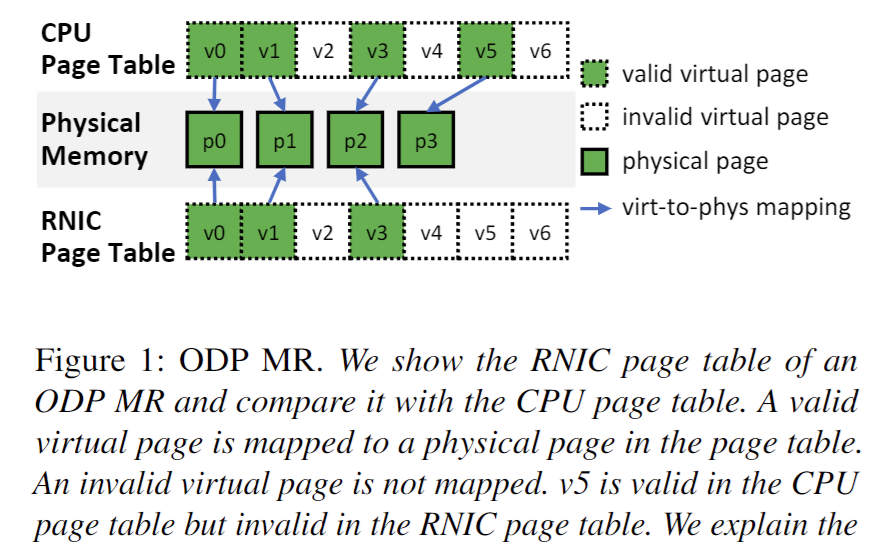 CPU
Page Table
v0 v1 v2 v3 v4 v5 v6
valid virtual page
invalid virtual page
Physical
Memory
p0 p1 p2 p3
physical page
virt-to-phys mapping
RNIC
Page Table
v0 v1 v2 v3 v4 v5 v6
Figure 1: ODP MR. We show the RNIC page table of an
ODP MR and compare it with the CPU page table. A valid
virtual page is mapped to a physical page in the page table.
An invalid virtual page is not mapped. v5 is valid in the CPU
page table but invalid in the RNIC page table. We explain the